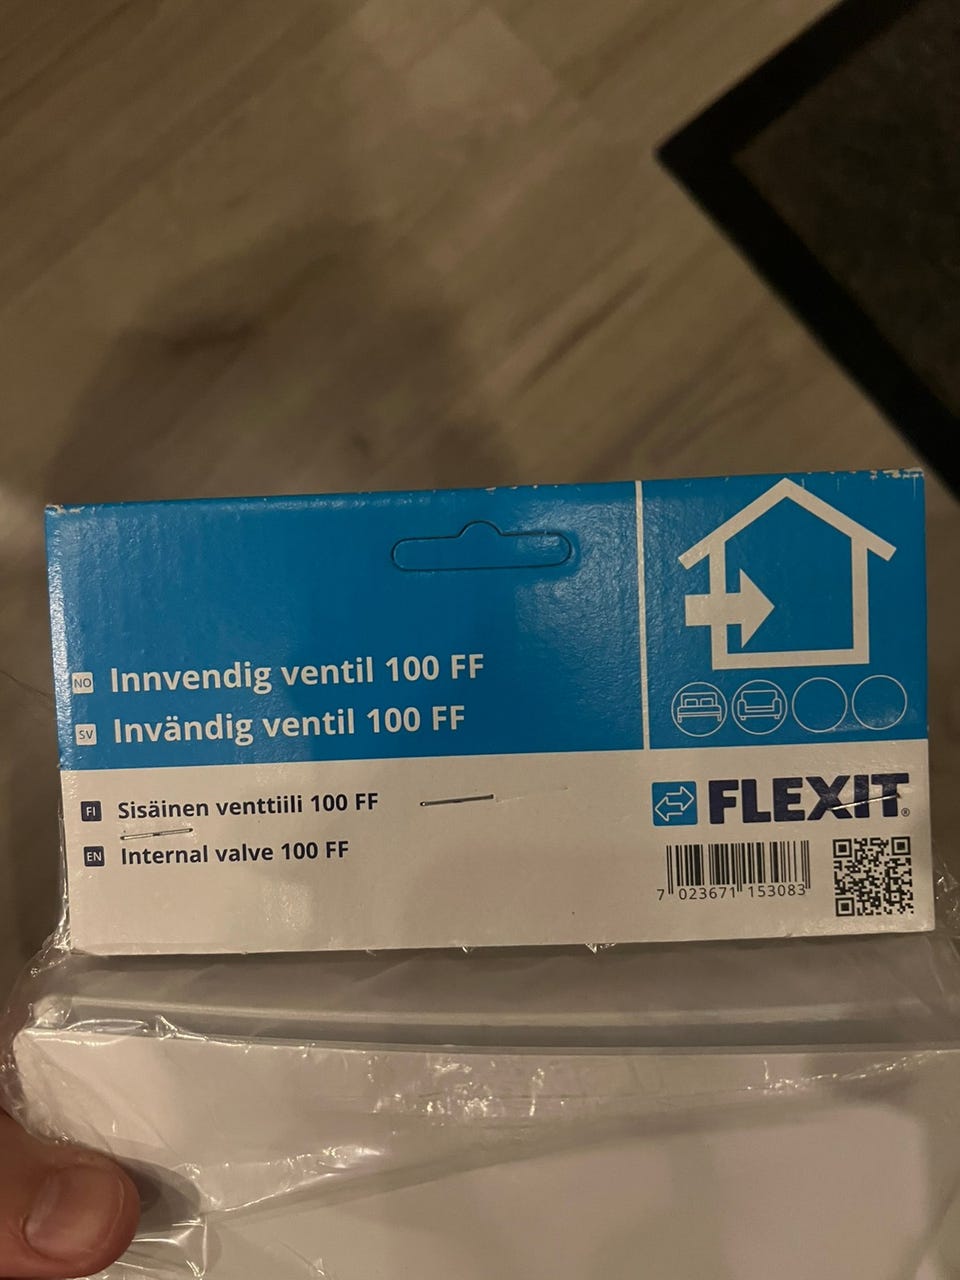 NO Innvendig ventil 100 FF
SV Invändig ventil 100 FF
FI Sisäinen venttiili 100 FF
EN Internal valve 100 FF
FLEXIT®
7 023671 153083